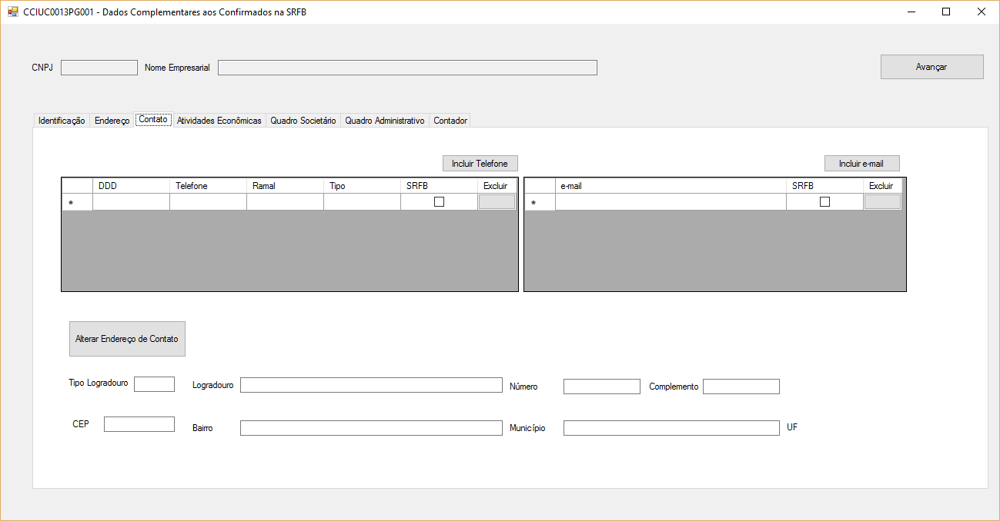 CCIUC0013PG001 - Dados Complementares aos Confirmados na SRFB
CNPJ Nome Empresarial Avançar
Identificação Endereço Contato Atividades Econômicas Quadro Societário Quadro Administrativo Contador
Incluir Telefone Incluir e-mail
DDD Telefone Ramal Tipo SRFB Excluir e-mail SRFB Excluir
* *
Alterar Endereço de Contato
Tipo Logradouro Logradouro Número Complemento
CEP Bairro Município UF